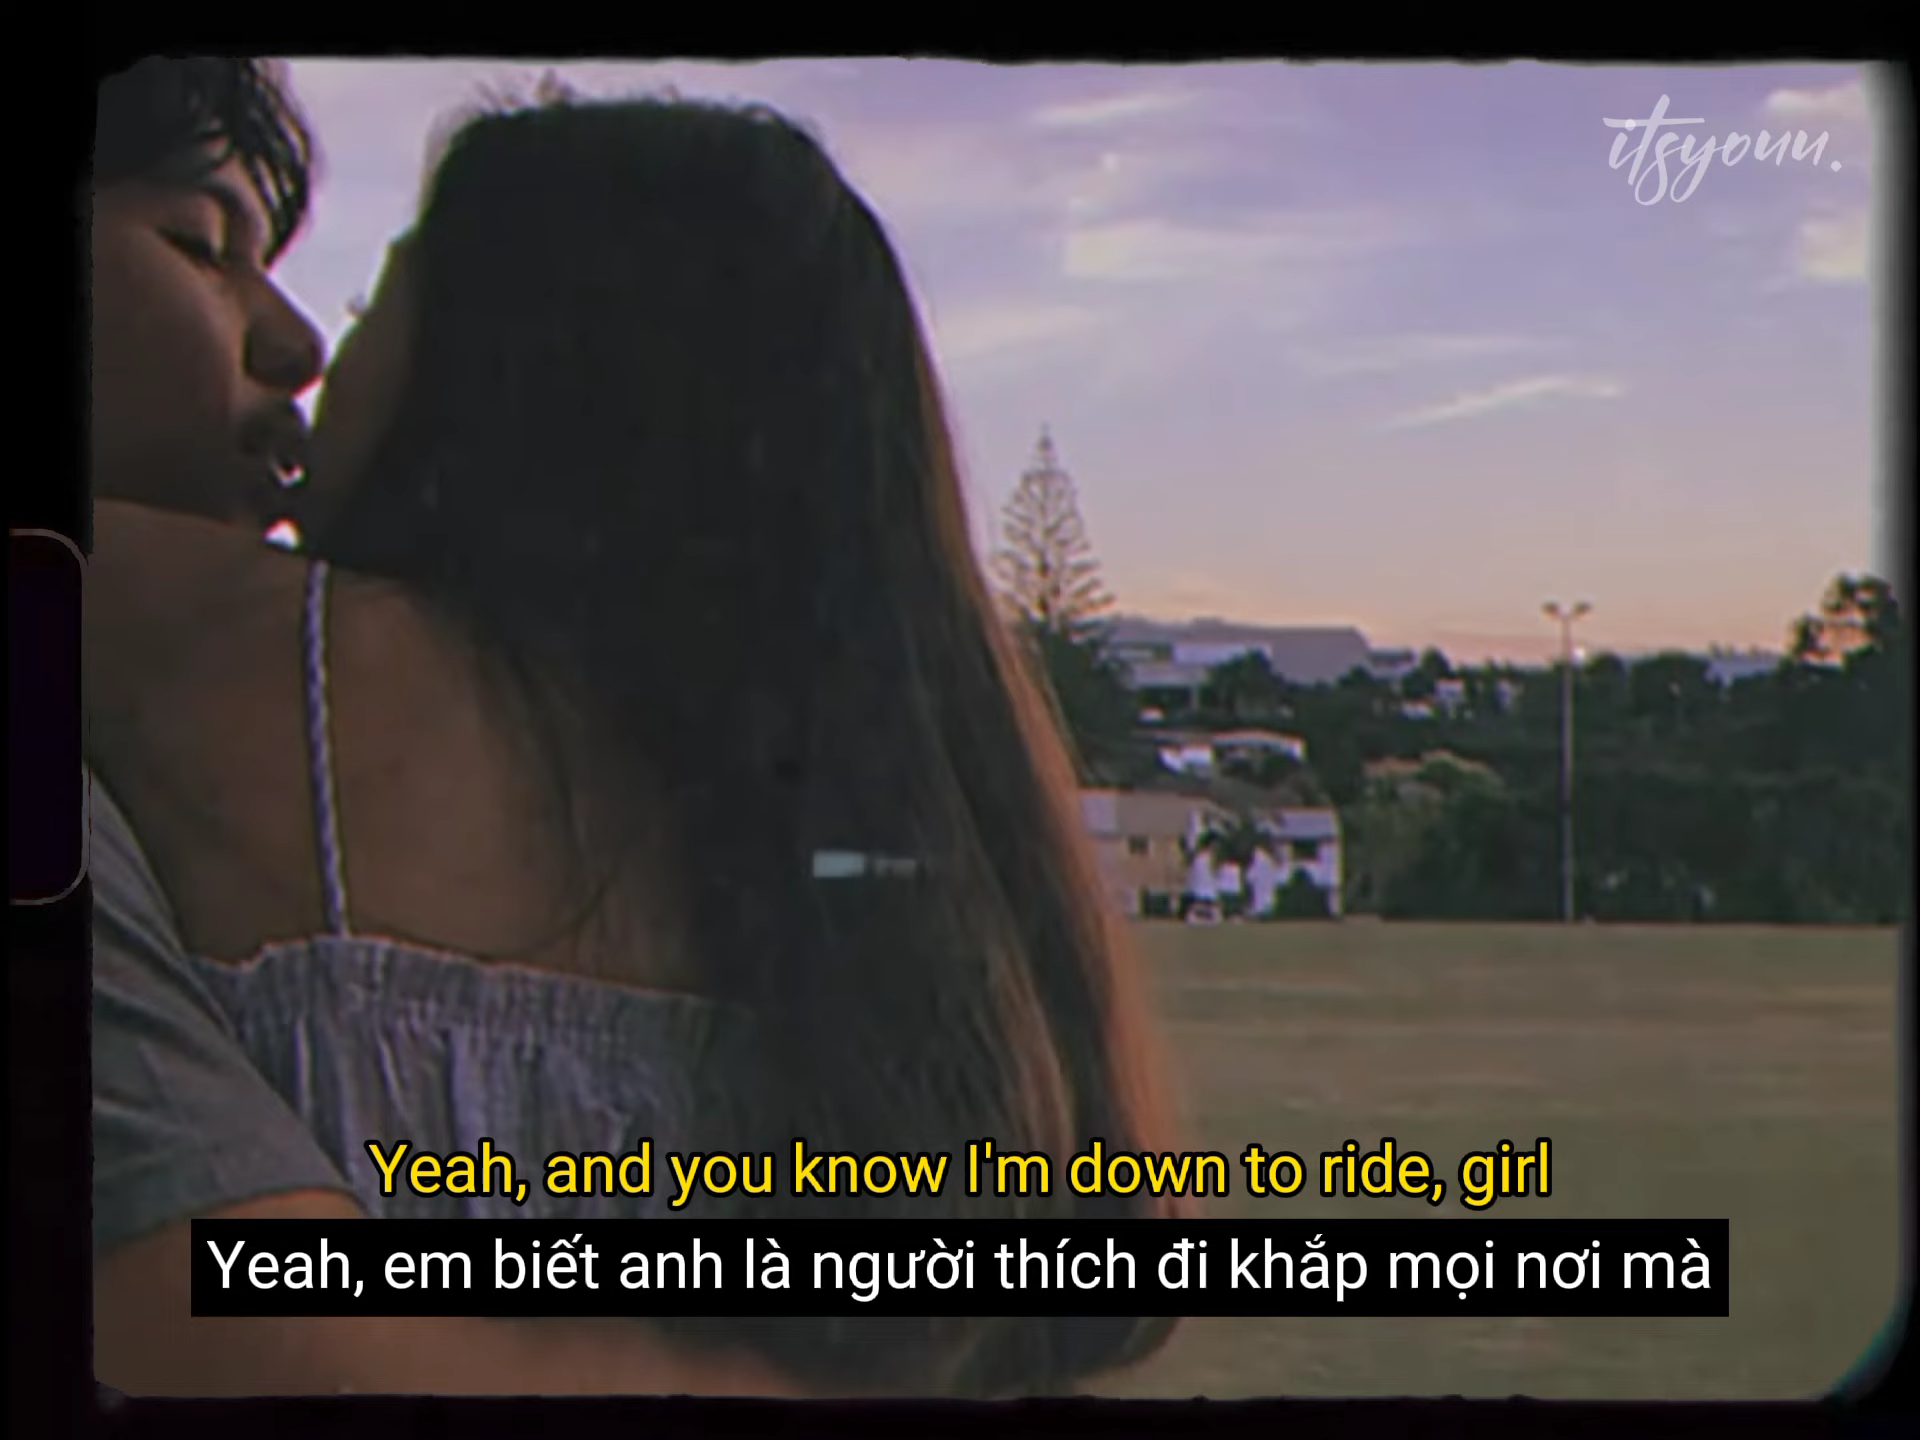 itsyouu.
Yeah, and you know I'm down to ride, girl
Yeah, em biết anh là người thích đi khắp mọi nơi mà